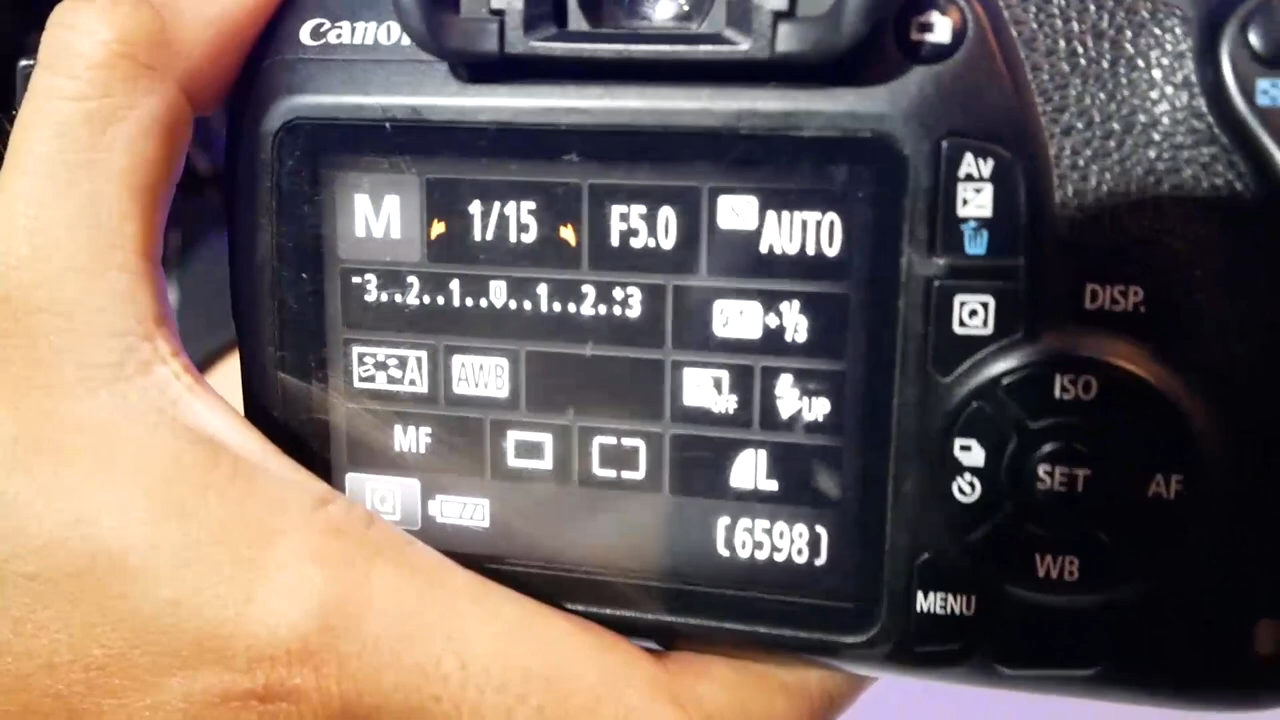 Canon
M 1/15 F5.0 AUTO
-3..2..1..0..1..2.:+3
+1/3
A AWB OFF UP
MF L
Q
(6598)
Av
Q
DISP.
ISO
SET
AF
WB
MENU